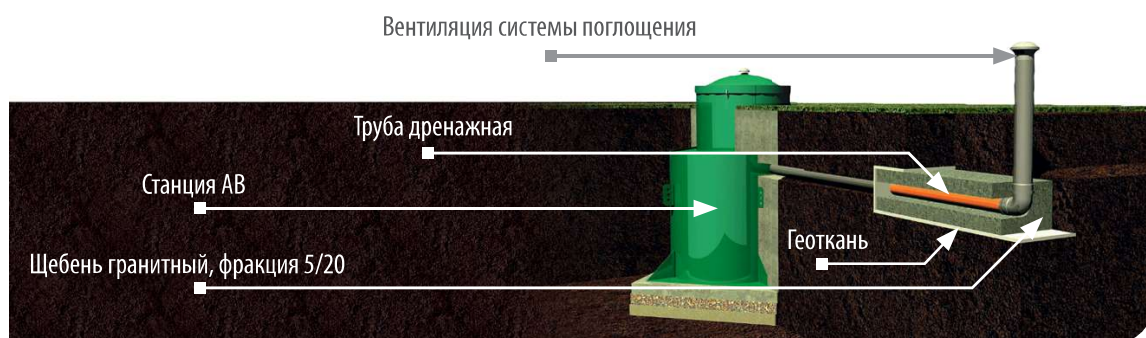 Вентиляция системы поглощения
Труба дренажная
Станция АВ
Геоткань
Щебень гранитный, фракция 5/20